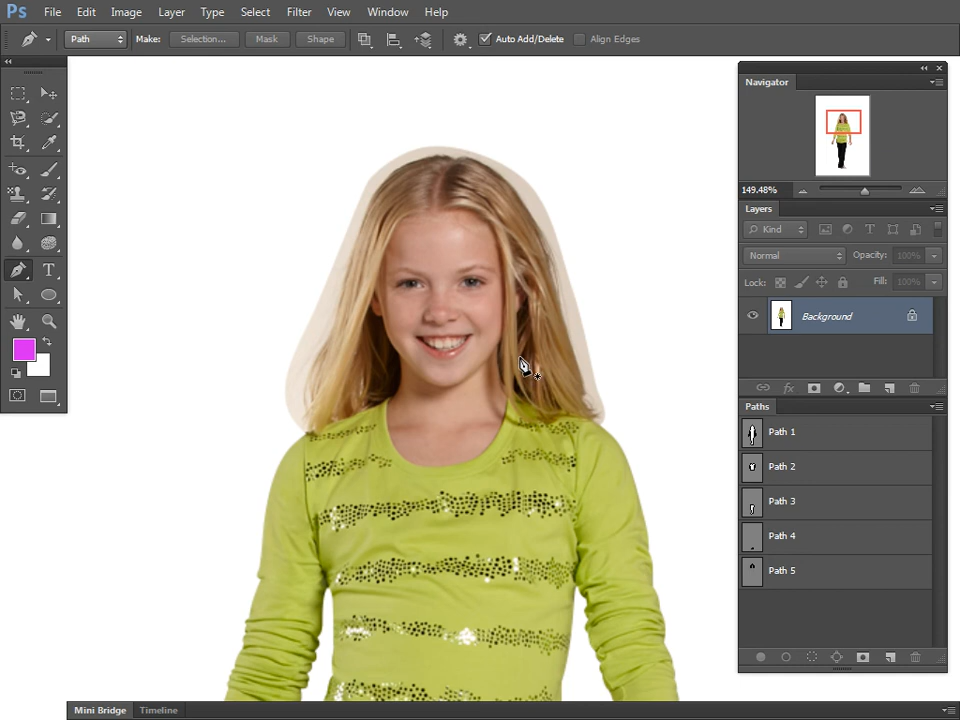 Ps File Edit Image Layer Type Select Filter View Window Help
Path Make: Selection... Mask Shape Auto Add/Delete Align Edges
Navigator
149.48%
Layers
Kind T
Normal Opacity: 100%
Lock: Fill: 100%
Background
fx
Paths
Path 1
Path 2
Path 3
Path 4
Path 5
T
Mini Bridge Timeline